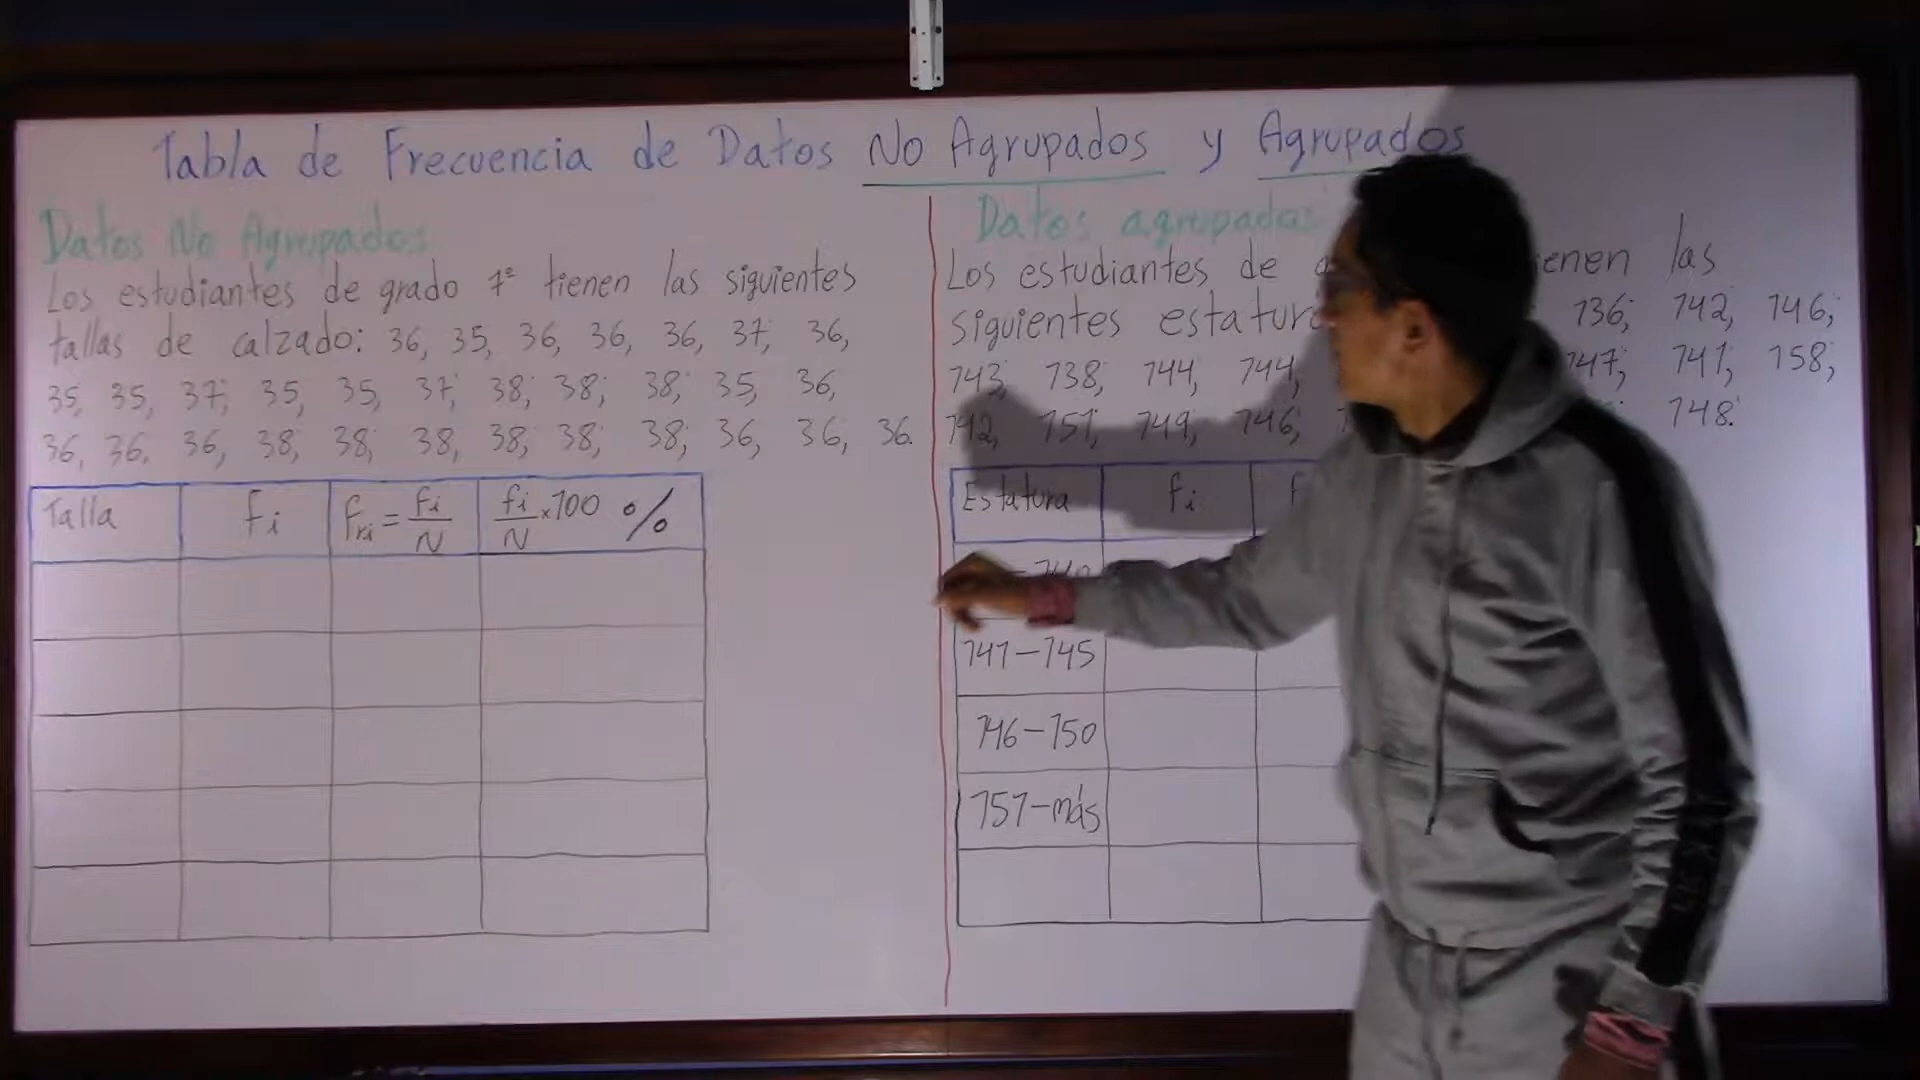 Tabla de Frecuencia de Datos No Agrupados y Agrupados
Datos No Agrupados
Los estudiantes de grado 7° tienen las siguientes
tallas de calzado: 36, 35, 36, 36, 36, 37, 36,
35, 35, 37, 35, 35, 37, 38, 38, 38, 35, 36,
36, 36, 36, 38, 38, 38, 38, 38, 38, 36, 36, 36.
Talla fi fri = fi/N fi/N × 100 %
Datos agrupados
Los estudiantes de las
siguientes 136; 142, 146;
143; 138; 144; 144, 141; 158;
142, 151; 149; 146; 148.
Estatura fi
141 – 145
146 – 150
151 – más